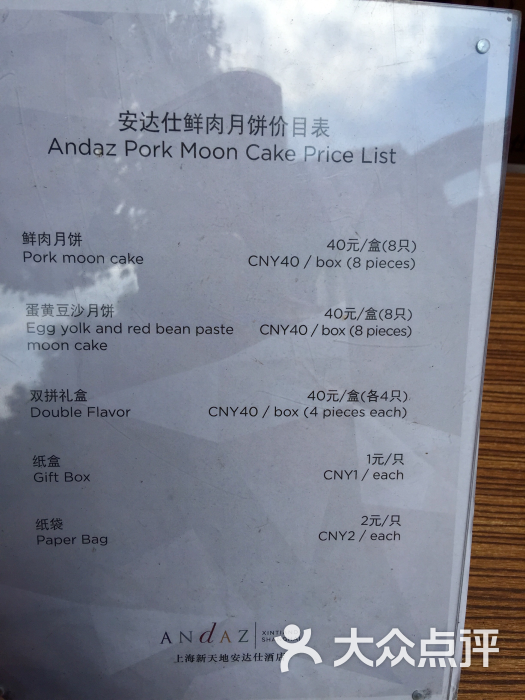 安达仕鲜肉月饼价目表
Andaz Pork Moon Cake Price List
鲜肉月饼 40元/盒(8只)
Pork moon cake CNY40 / box (8 pieces)
蛋黄豆沙月饼 40元/盒(8只)
Egg yolk and red bean paste CNY40 / box (8 pieces)
moon cake
双拼礼盒 40元/盒(各4只)
Double Flavor CNY40 / box (4 pieces each)
纸盒 1元/只
Gift Box CNY1 / each
纸袋 2元/只
Paper Bag CNY2 / each
ANdAZ
上海新天地安达仕酒店
大众点评